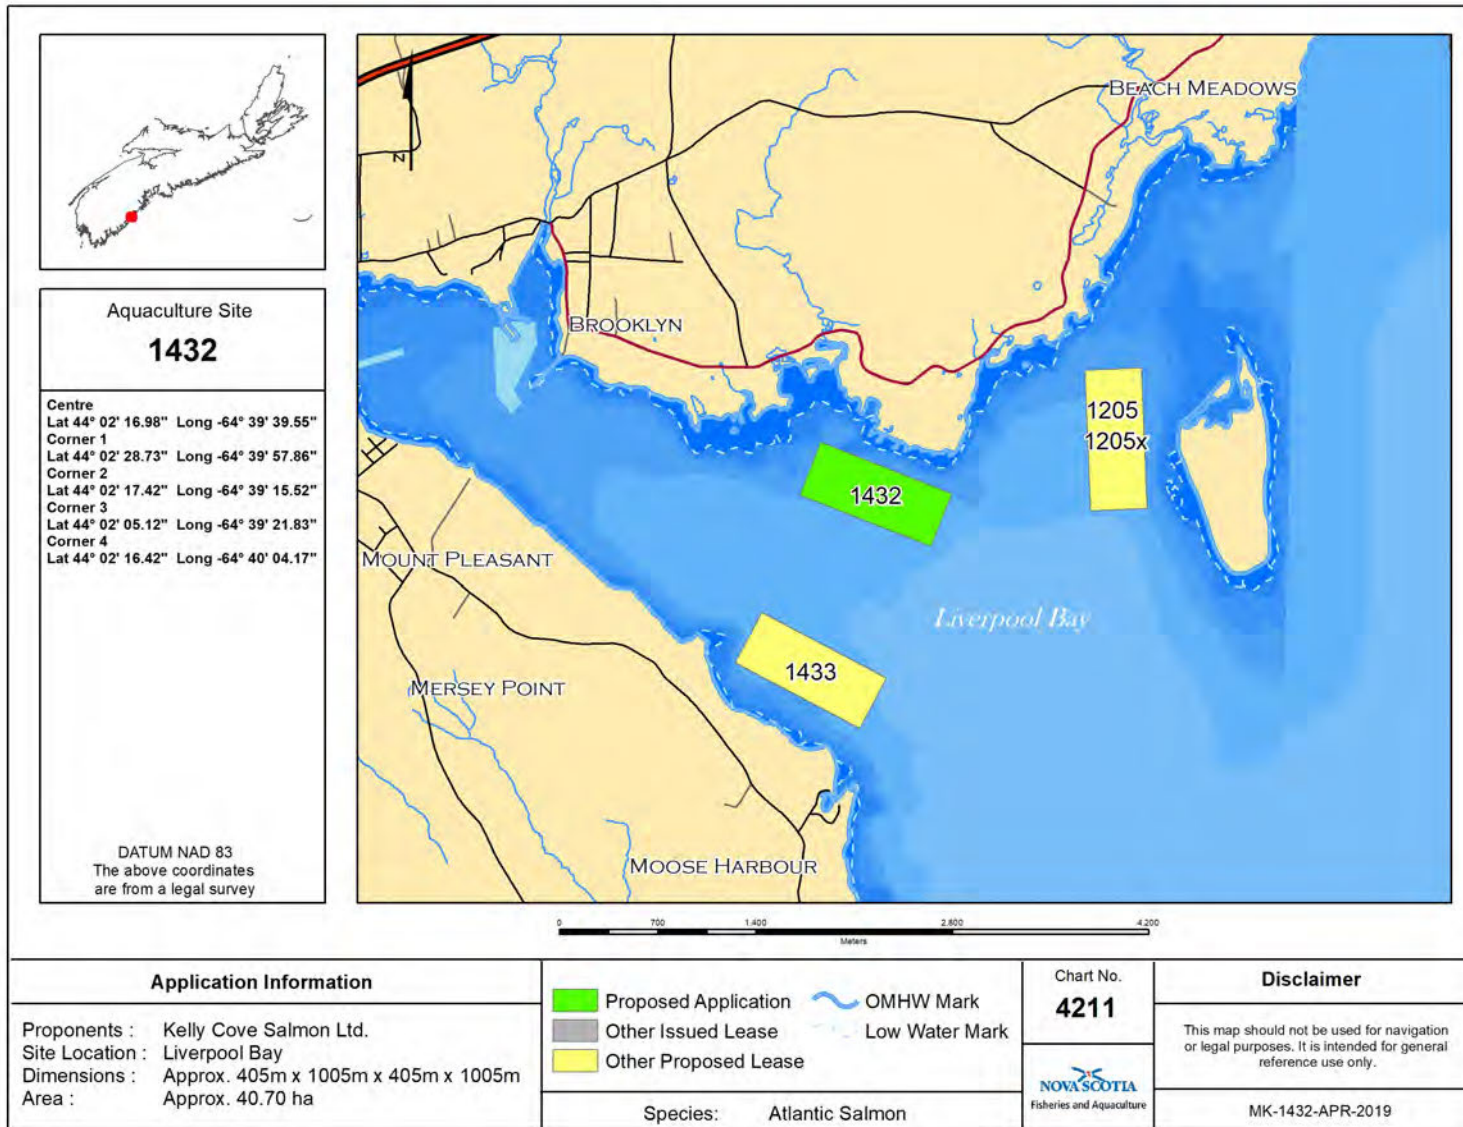 N
Aquaculture Site
1432
Centre
Lat 44° 02' 16.98" Long -64° 39' 39.55"
Corner 1
Lat 44° 02' 28.73" Long -64° 39' 57.86"
Corner 2
Lat 44° 02' 17.42" Long -64° 39' 15.52"
Corner 3
Lat 44° 02' 05.12" Long -64° 39' 21.83"
Corner 4
Lat 44° 02' 16.42" Long -64° 40' 04.17"
DATUM NAD 83
The above coordinates
are from a legal survey
BEACH MEADOWS
BROOKLYN
1205
1205x
1432
MOUNT PLEASANT
Liverpool Bay
1433
MERSEY POINT
MOOSE HARBOUR
0 700 1,400 2,800 4,200
Meters
Application Information
Proponents : Kelly Cove Salmon Ltd.
Site Location : Liverpool Bay
Dimensions : Approx. 405m x 1005m x 405m x 1005m
Area : Approx. 40.70 ha
Proposed Application
Other Issued Lease
Other Proposed Lease
OMHW Mark
Low Water Mark
Species: Atlantic Salmon
Chart No.
4211
NOVA SCOTIA
Fisheries and Aquaculture
Disclaimer
This map should not be used for navigation
or legal purposes. It is intended for general
reference use only.
MK-1432-APR-2019